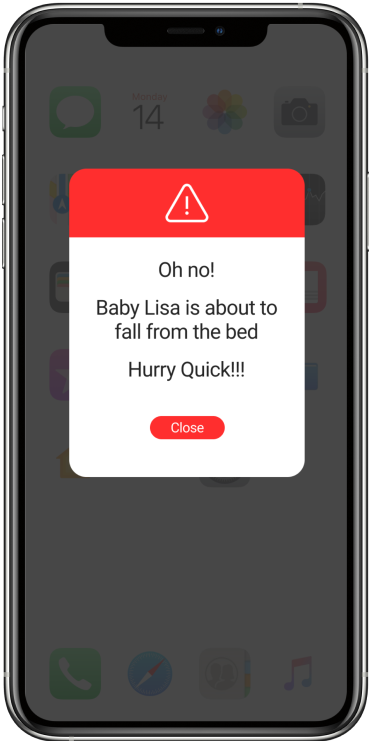 Monday
14
Oh no!
Baby Lisa is about to
fall from the bed
Hurry Quick!!!
Close